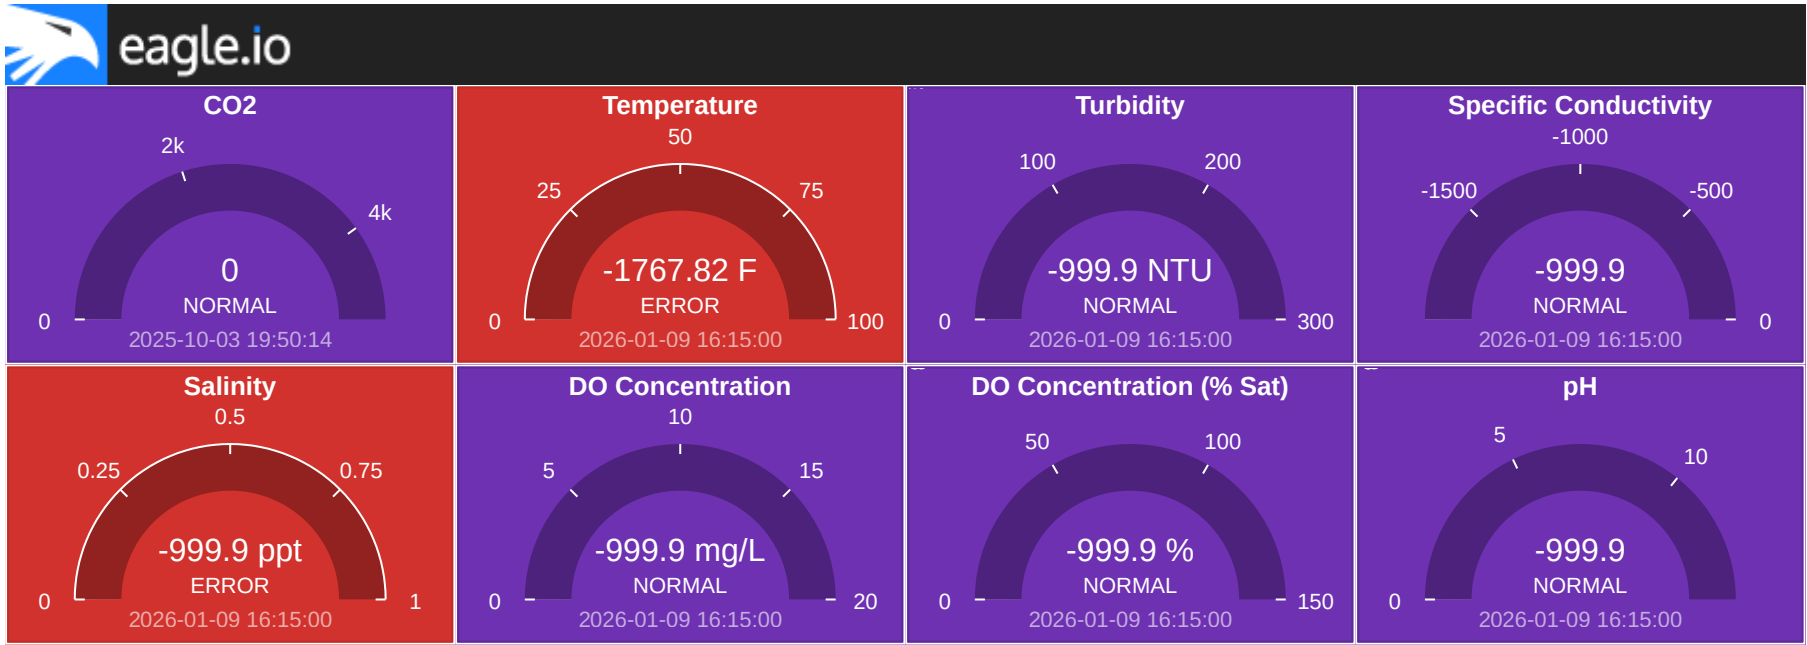 eagle.io
CO2
2k
4k
0
0
NORMAL
2025-10-03 19:50:14
Temperature
50
25
75
-1767.82 F
ERROR
0
100
2026-01-09 16:15:00
Turbidity
100
200
-999.9 NTU
NORMAL
0
300
2026-01-09 16:15:00
Specific Conductivity
-1000
-1500
-500
-999.9
NORMAL
0
2026-01-09 16:15:00
Salinity
0.5
0.25
0.75
-999.9 ppt
ERROR
0
1
2026-01-09 16:15:00
DO Concentration
10
5
15
-999.9 mg/L
NORMAL
0
20
2026-01-09 16:15:00
DO Concentration (% Sat)
50
100
-999.9 %
NORMAL
0
150
2026-01-09 16:15:00
pH
5
10
-999.9
NORMAL
0
2026-01-09 16:15:00